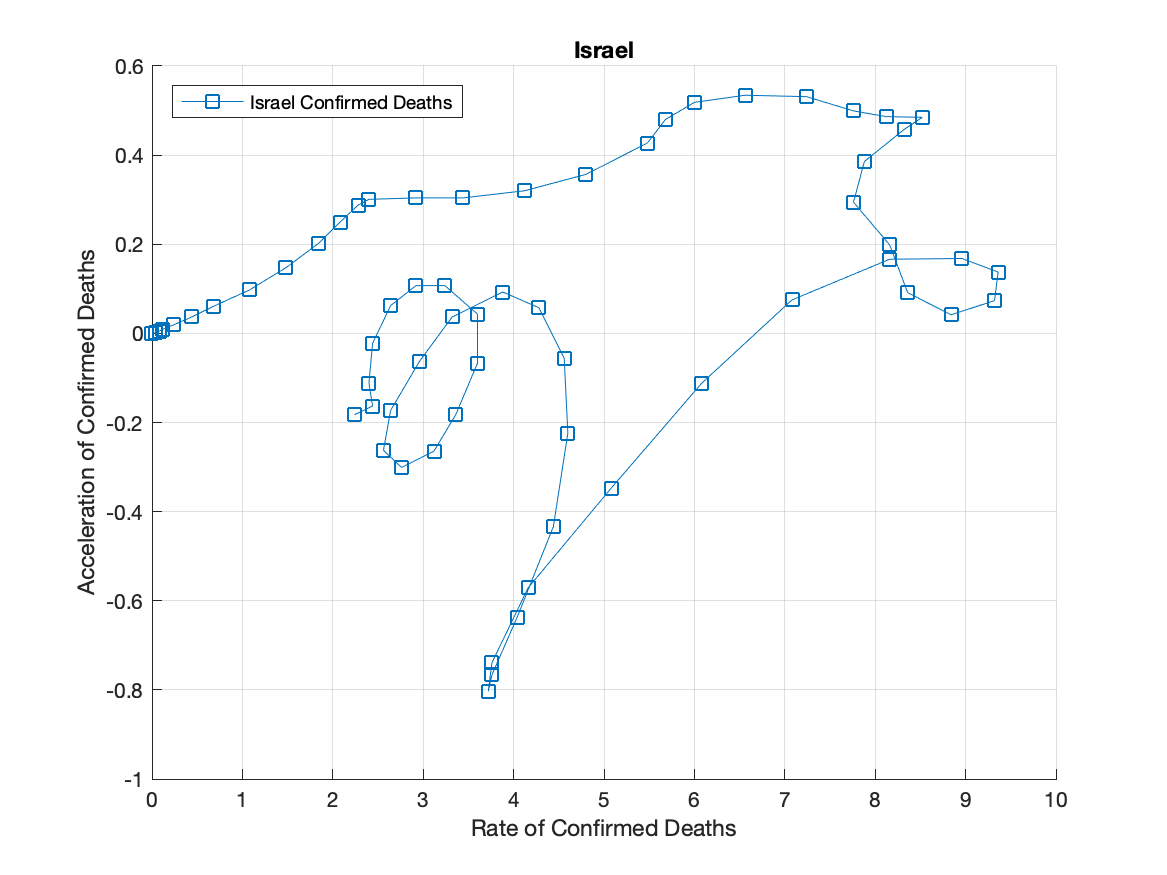 Israel
Israel Confirmed Deaths
Acceleration of Confirmed Deaths
0.6
0.4
0.2
0
-0.2
-0.4
-0.6
-0.8
-1
0 1 2 3 4 5 6 7 8 9 10
Rate of Confirmed Deaths